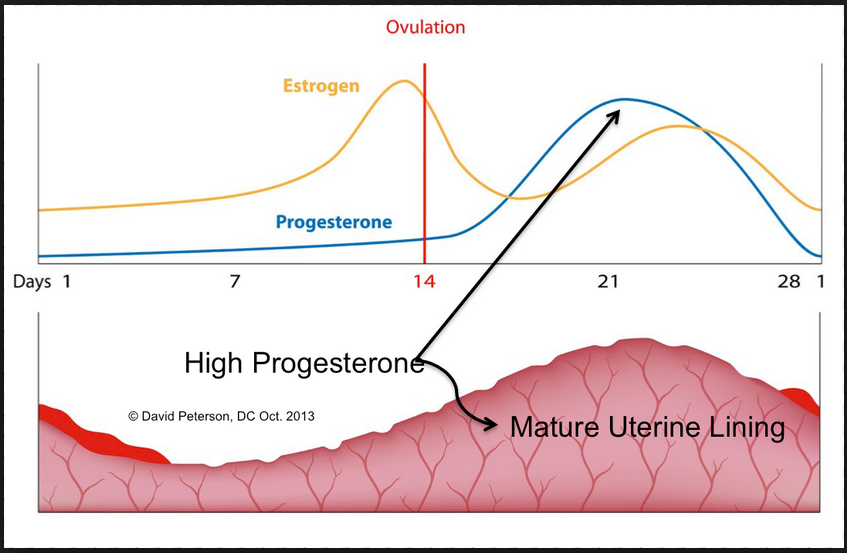 Ovulation
Estrogen
Progesterone
Days 1 7 14 21 28 1
High Progesterone
© David Peterson, DC Oct. 2013
Mature Uterine Lining